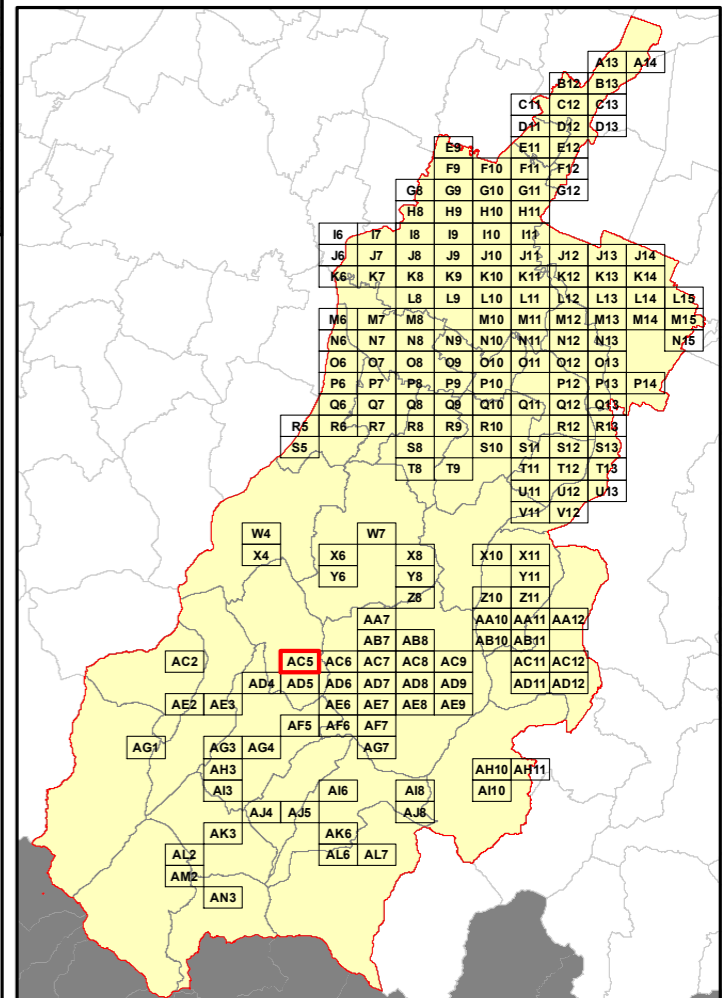 A13 A14
B12 B13
C11 C12 C13
D11 D12 D13
E9 E11 E12
F9 F10 F11 F12
G8 G9 G10 G11 G12
H8 H9 H10 H11
I6 I7 I8 I9 I10 I11
J6 J7 J8 J9 J10 J11 J12 J13 J14
K6 K7 K8 K9 K10 K11 K12 K13 K14
L8 L9 L10 L11 L12 L13 L14 L15
M6 M7 M8 M10 M11 M12 M13 M14 M15
N6 N7 N8 N9 N10 N11 N12 N13 N15
O6 O7 O8 O9 O10 O11 O12 O13
P6 P7 P8 P9 P10 P12 P13 P14
Q6 Q7 Q8 Q9 Q10 Q11 Q12 Q13
R5 R6 R7 R8 R9 R10 R12 R13
S5 S8 S10 S11 S12 S13
T8 T9 T11 T12 T13
U11 U12 U13
V11 V12
W4 W7
X4 X6 X8 X10 X11
Y6 Y8 Y11
Z8 Z10 Z11
AA7 AA10 AA11 AA12
AB7 AB8 AB10 AB11
AC2 AC5 AC6 AC7 AC8 AC9 AC11 AC12
AD4 AD5 AD6 AD7 AD8 AD9 AD11 AD12
AE2 AE3 AE6 AE7 AE8 AE9
AF5 AF6 AF7
AG1 AG3 AG4 AG7
AH3 AH10 AH11
AI3 AI6 AI8 AI10
AJ4 AJ5 AJ8
AK3 AK6
AL2 AL6 AL7
AM2
AN3